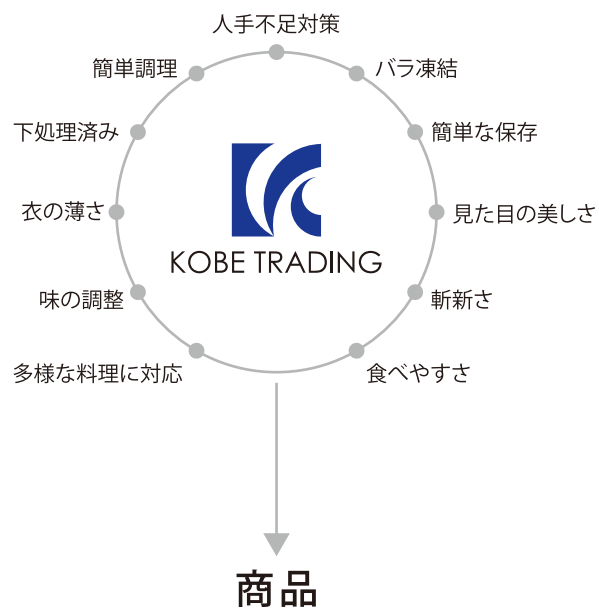 人手不足対策
簡単調理
バラ凍結
下処理済み
簡単な保存
衣の薄さ
見た目の美しさ
KOBE TRADING
味の調整
斬新さ
多様な料理に対応
食べやすさ
商品